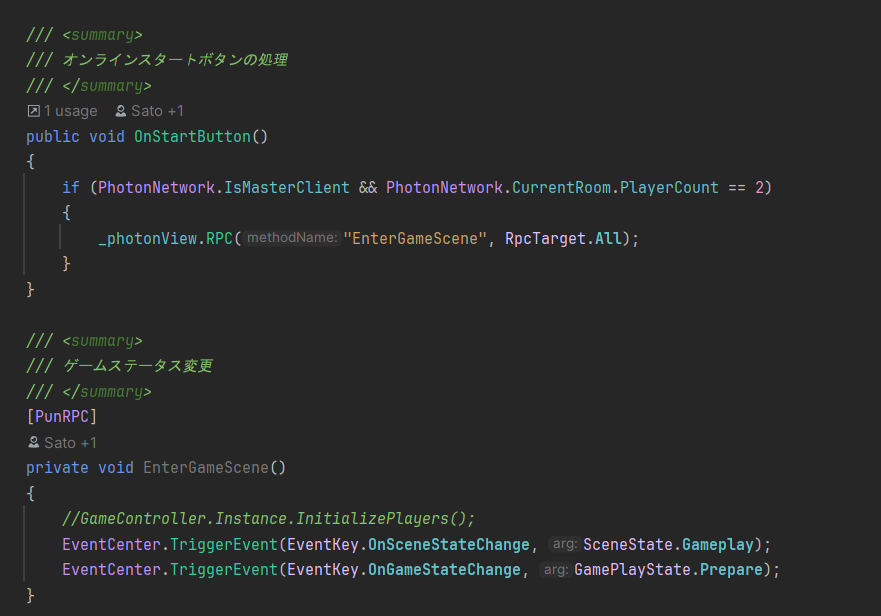 /// <summary>
/// オンラインスタートボタンの処理
/// </summary>
1 usage Sato +1
public void OnStartButton()
{
if (PhotonNetwork.IsMasterClient && PhotonNetwork.CurrentRoom.PlayerCount == 2)
{
_photonView.RPC( methodName: "EnterGameScene", RpcTarget.All);
}
}
/// <summary>
/// ゲームステータス変更
/// </summary>
[PunRPC]
Sato +1
private void EnterGameScene()
{
//GameController.Instance.InitializePlayers();
EventCenter.TriggerEvent(EventKey.OnSceneStateChange, arg: SceneState.Gameplay);
EventCenter.TriggerEvent(EventKey.OnGameStateChange, arg: GamePlayState.Prepare);
}